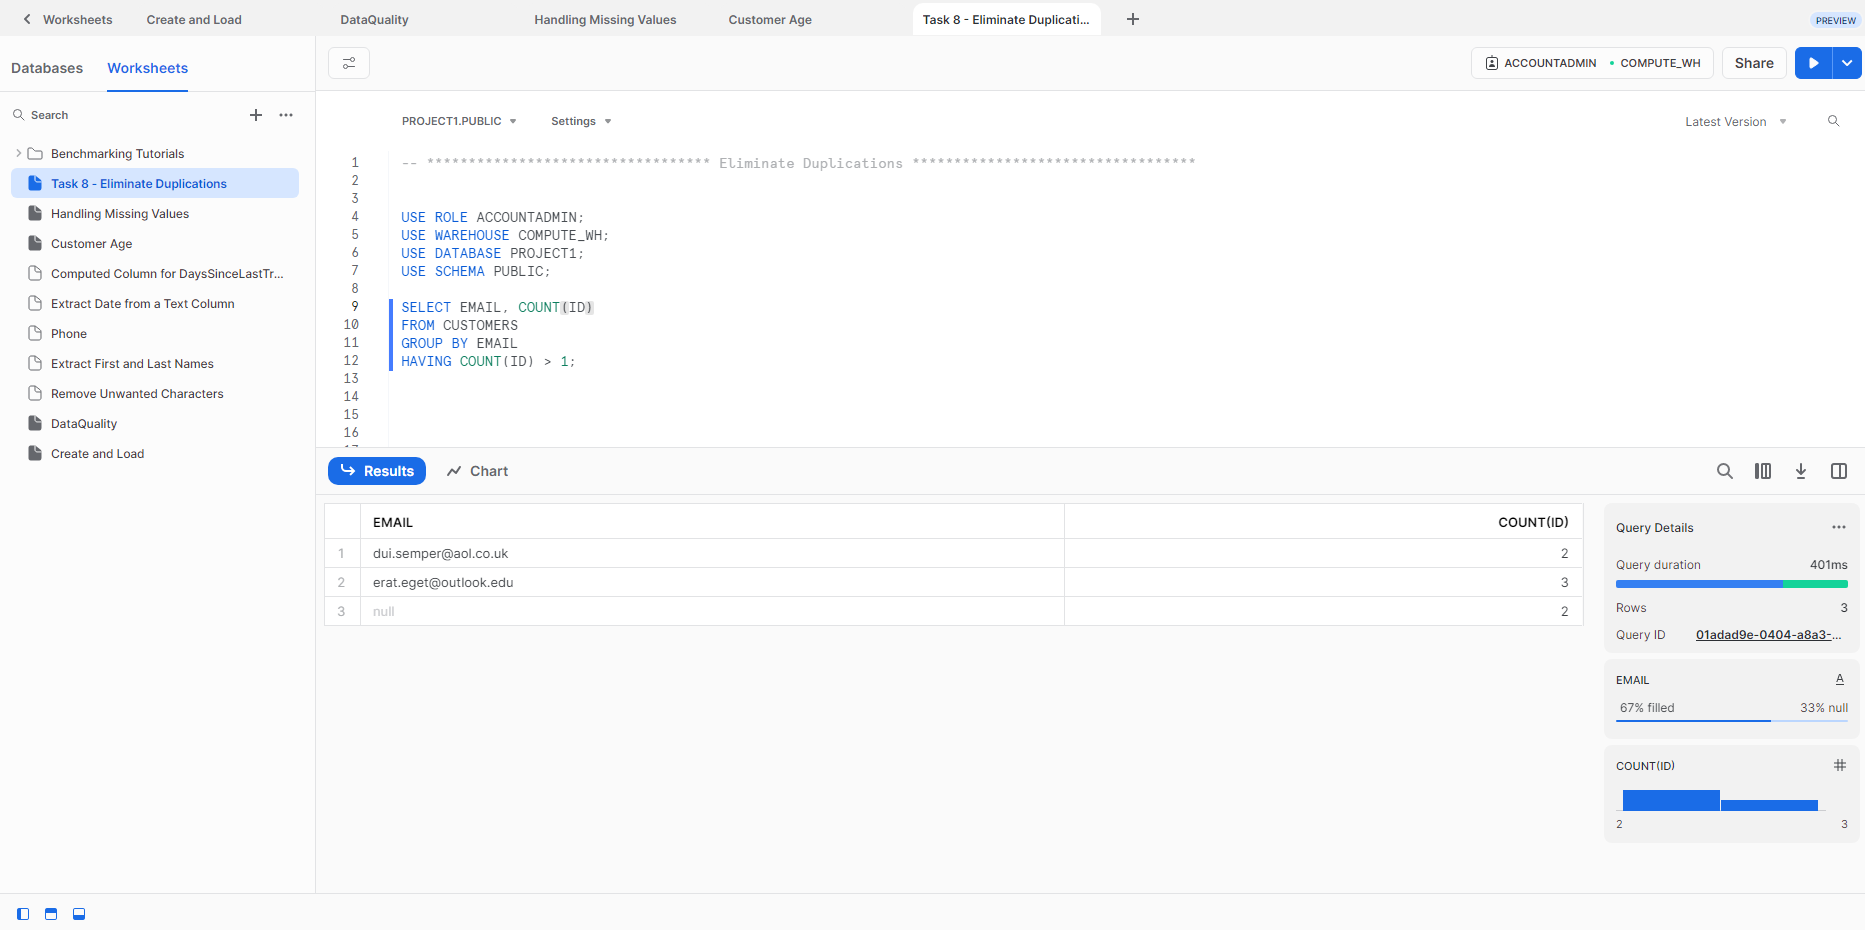 Worksheets
Create and Load
DataQuality
Handling Missing Values
Customer Age
Task 8 - Eliminate Duplicati...
PREVIEW
Databases
Worksheets
ACCOUNTADMIN
COMPUTE_WH
Share
Search
Benchmarking Tutorials
Task 8 - Eliminate Duplications
Handling Missing Values
Customer Age
Computed Column for DaysSinceLastTr...
Extract Date from a Text Column
Phone
Extract First and Last Names
Remove Unwanted Characters
DataQuality
Create and Load
PROJECT1.PUBLIC
Settings
Latest Version
1 -- ********************************** Eliminate Duplications **********************************
2
3
4 USE ROLE ACCOUNTADMIN;
5 USE WAREHOUSE COMPUTE_WH;
6 USE DATABASE PROJECT1;
7 USE SCHEMA PUBLIC;
8
9 SELECT EMAIL, COUNT(ID)
10 FROM CUSTOMERS
11 GROUP BY EMAIL
12 HAVING COUNT(ID) > 1;
13
14
15
16
Results
Chart
EMAIL COUNT(ID)
1 dui.semper@aol.co.uk 2
2 erat.eget@outlook.edu 3
3 null 2
Query Details
Query duration 401ms
Rows 3
Query ID 01adad9e-0404-a8a3-...
EMAIL
67% filled 33% null
COUNT(ID)
2 3